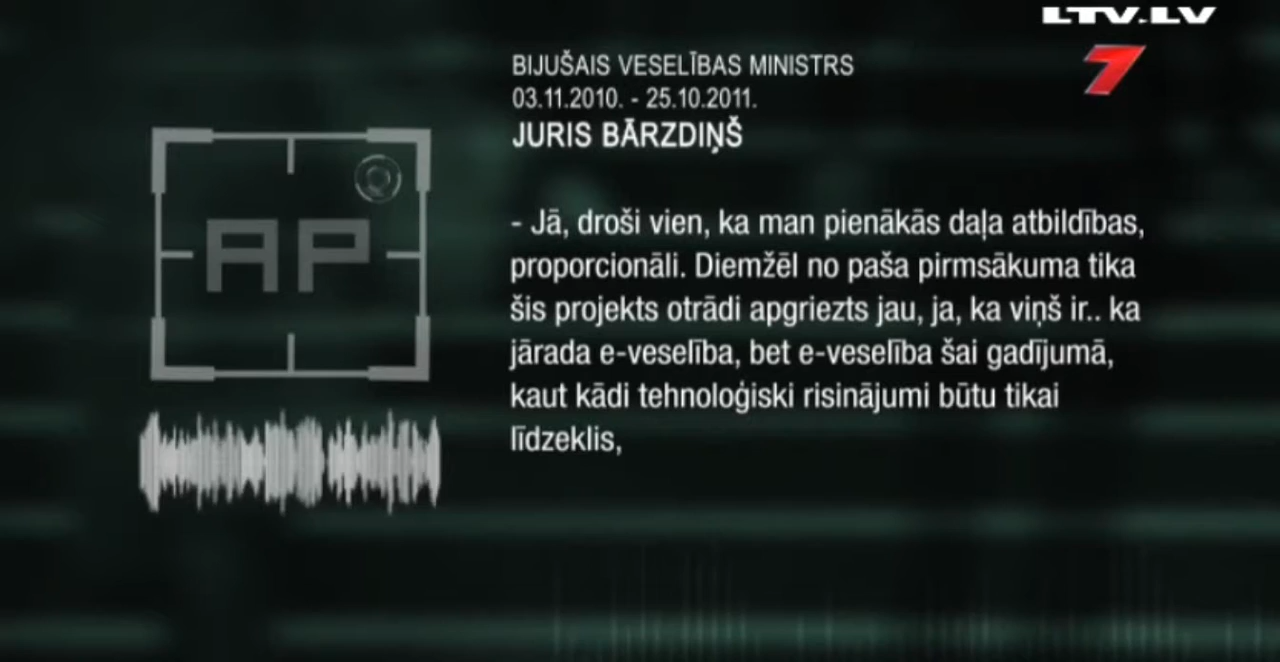 LTV.LV
7
BIJUŠAIS VESELĪBAS MINISTRS
03.11.2010. - 25.10.2011.
JURIS BĀRZDIŅŠ
AP
- Jā, droši vien, ka man pienākās daļa atbildības,
proporcionāli. Diemžēl no paša pirmsākuma tika
šis projekts otrādi apgriezts jau, ja, ka viņš ir.. ka
jārada e-veselība, bet e-veselība šai gadījumā,
kaut kādi tehnoloģiski risinājumi būtu tikai
līdzeklis,